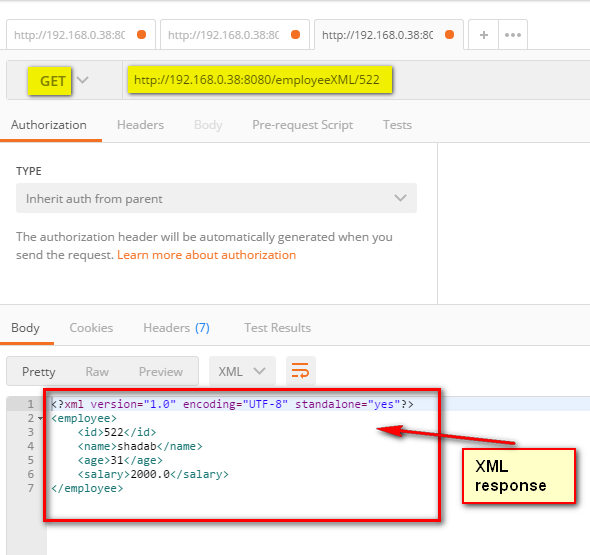 http://192.168.0.38:80 http://192.168.0.38:80 http://192.168.0.38:80 + •••
GET http://192.168.0.38:8080/employeeXML/522
Authorization Headers Body Pre-request Script Tests
TYPE
Inherit auth from parent
The authorization header will be automatically generated when you
send the request. Learn more about authorization
Body Cookies Headers (7) Test Results
Pretty Raw Preview XML
1 <?xml version="1.0" encoding="UTF-8" standalone="yes"?>
2 <employee>
3 <id>522</id>
4 <name>shadab</name>
5 <age>31</age>
6 <salary>2000.0</salary>
7 </employee>
XML
response